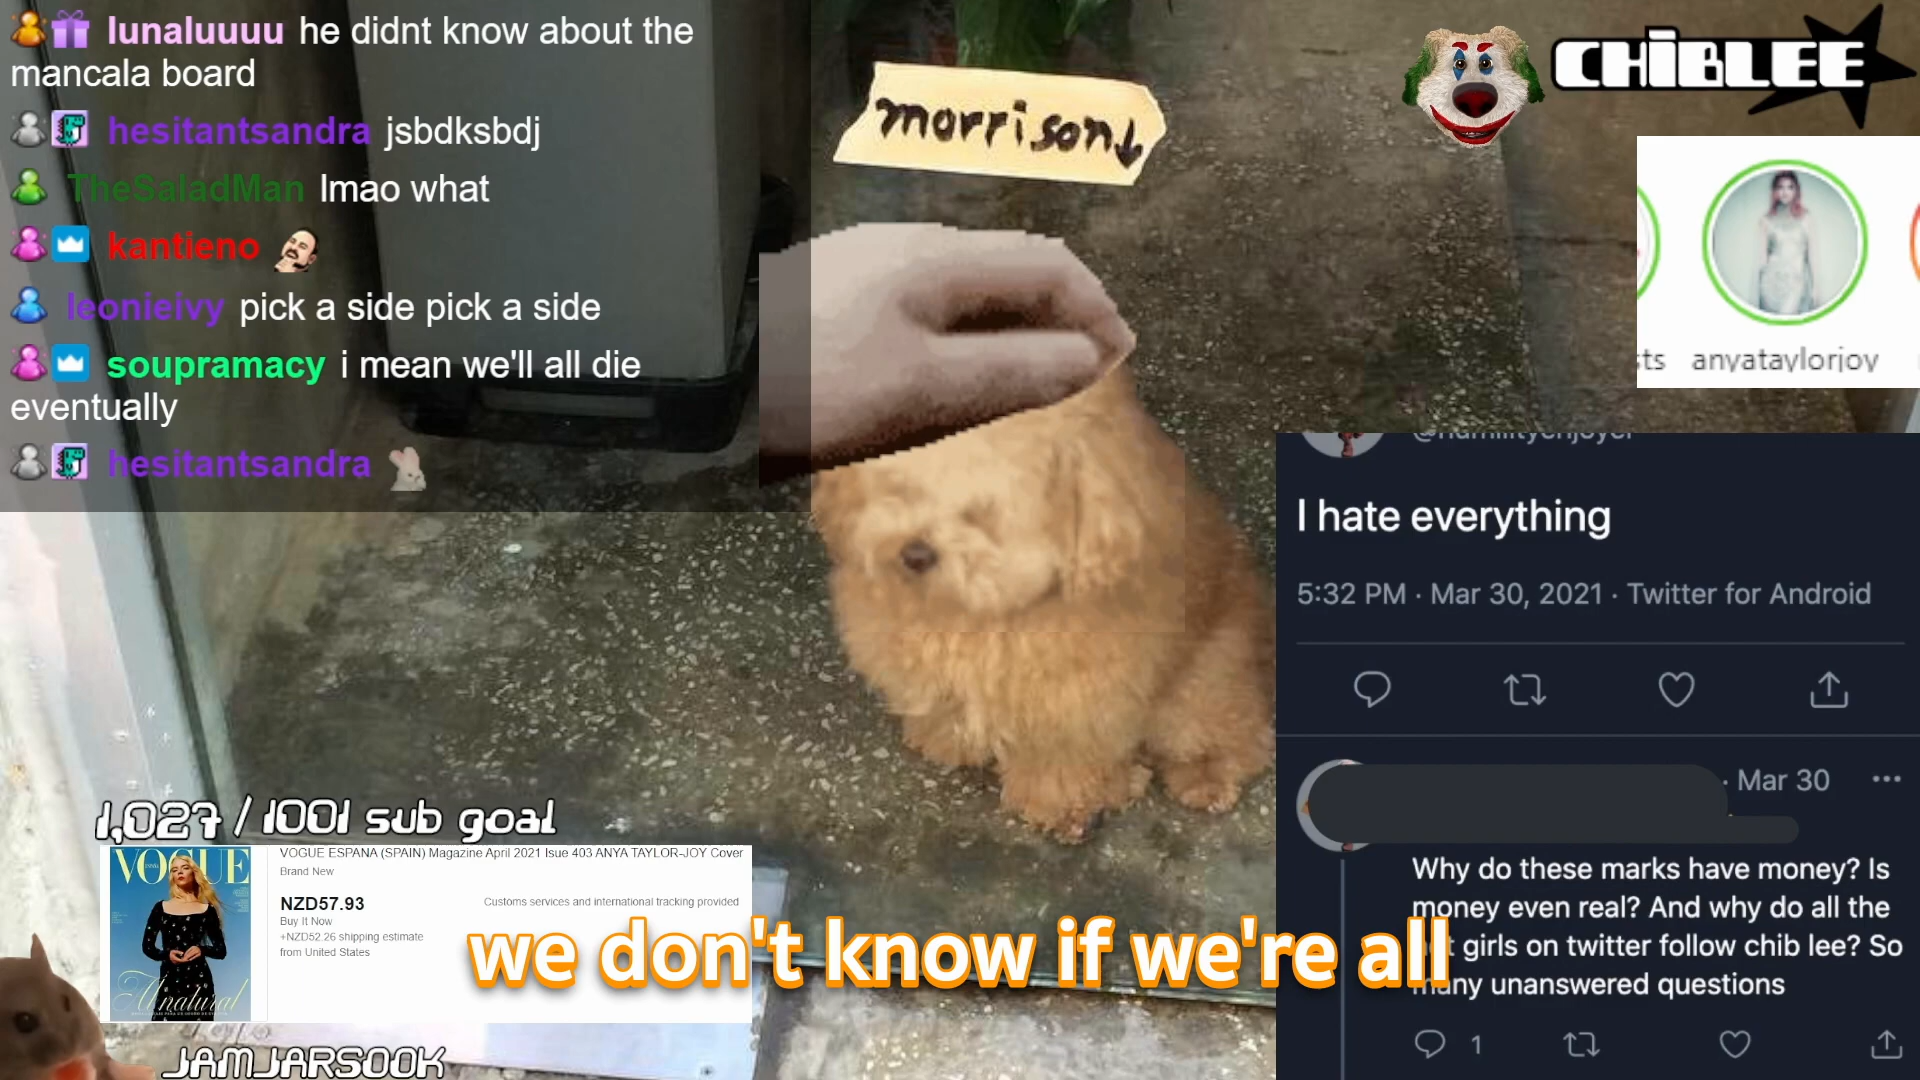 lunaluuuu he didnt know about the
mancala board
hesitantsandra jsbdksbdj
TheSaladMan lmao what
kantieno
leonieivy pick a side pick a side
soupramacy i mean we'll all die
eventually
hesitantsandra
morrison↓
CHIBLEE
sts anyataylorjoy
I hate everything
5:32 PM · Mar 30, 2021 · Twitter for Android
· Mar 30 •••
Why do these marks have money? Is
money even real? And why do all the
girls on twitter follow chib lee? So
many unanswered questions
1
1,027 / 1001 sub goal
VOGUE
Unnatural
VOGUE ESPANA (SPAIN) Magazine April 2021 Isue 403 ANYA TAYLOR-JOY Cover
Brand New
NZD57.93
Buy It Now
+NZD52.26 shipping estimate
from United States
Customs services and international tracking provided
we don't know if we're all
JAMJARSOOK